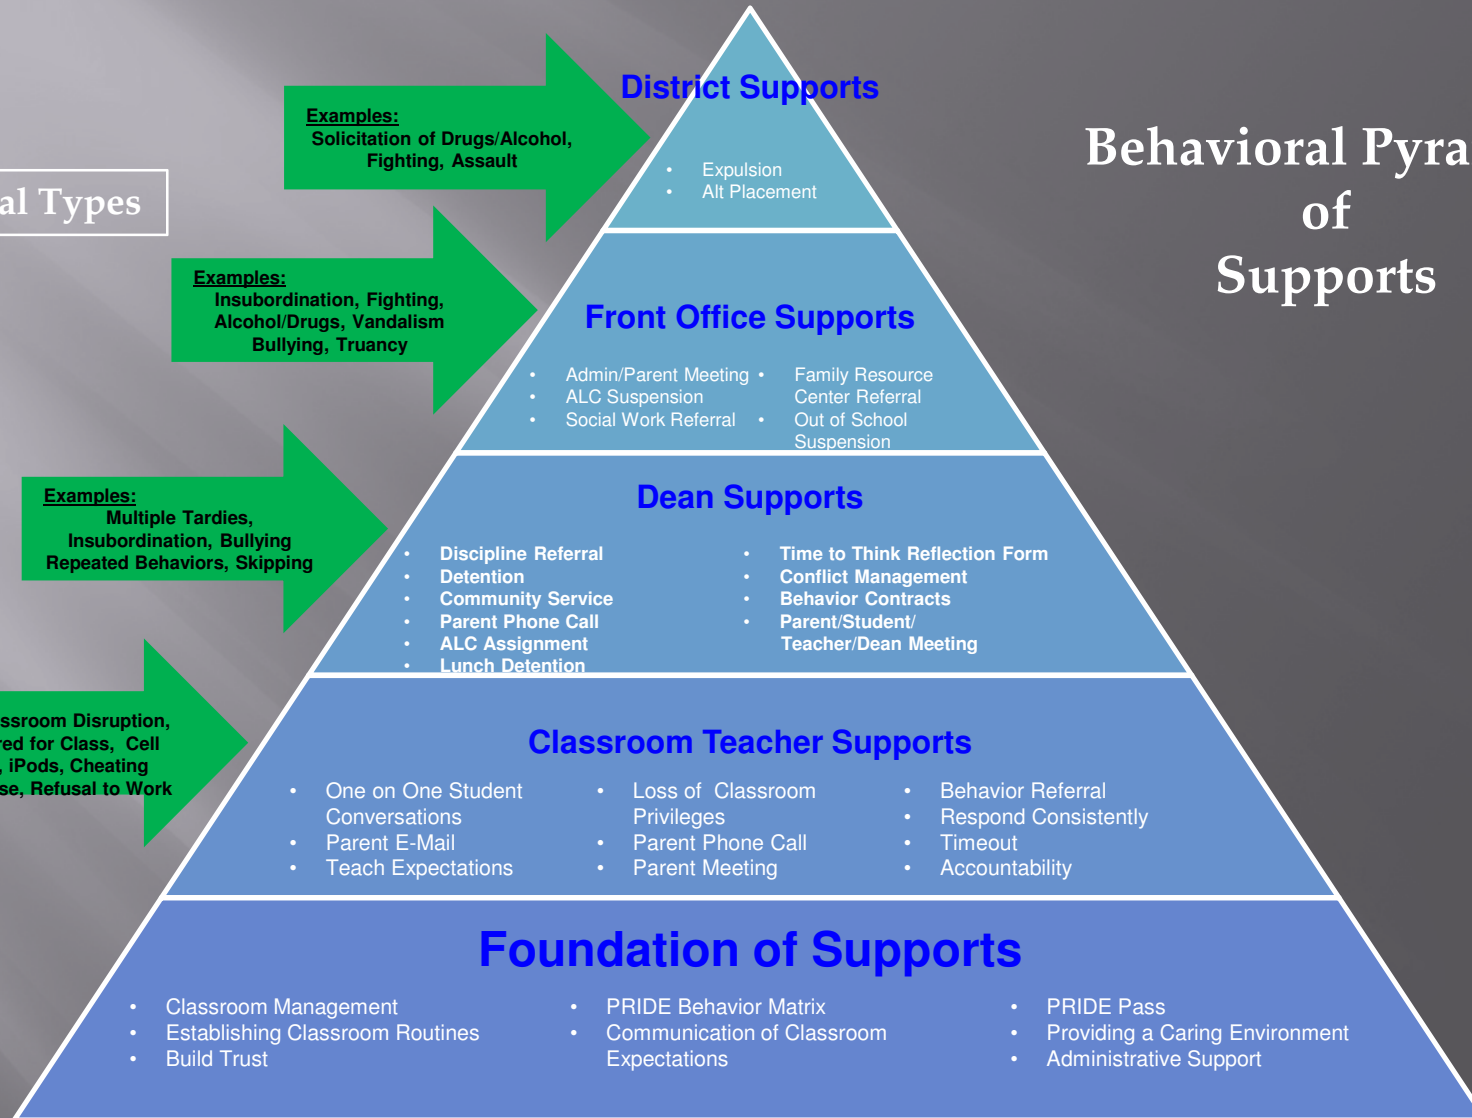 District Supports
• Expulsion
• Alt Placement
Examples:
Solicitation of Drugs/Alcohol,
Fighting, Assault
Behavioral Pyra
of
Supports
al Types
Examples:
Insubordination, Fighting,
Alcohol/Drugs, Vandalism
Bullying, Truancy
Front Office Supports
• Admin/Parent Meeting
• ALC Suspension
• Social Work Referral
• Family Resource
Center Referral
• Out of School
Suspension
Examples:
Multiple Tardies,
Insubordination, Bullying
Repeated Behaviors, Skipping
Dean Supports
• Discipline Referral
• Detention
• Community Service
• Parent Phone Call
• ALC Assignment
• Lunch Detention
• Time to Think Reflection Form
• Conflict Management
• Behavior Contracts
• Parent/Student/
Teacher/Dean Meeting
ssroom Disruption,
red for Class, Cell
, iPods, Cheating
se, Refusal to Work
Classroom Teacher Supports
• One on One Student
Conversations
• Parent E-Mail
• Teach Expectations
• Loss of Classroom
Privileges
• Parent Phone Call
• Parent Meeting
• Behavior Referral
• Respond Consistently
• Timeout
• Accountability
Foundation of Supports
• Classroom Management
• Establishing Classroom Routines
• Build Trust
• PRIDE Behavior Matrix
• Communication of Classroom
Expectations
• PRIDE Pass
• Providing a Caring Environment
• Administrative Support